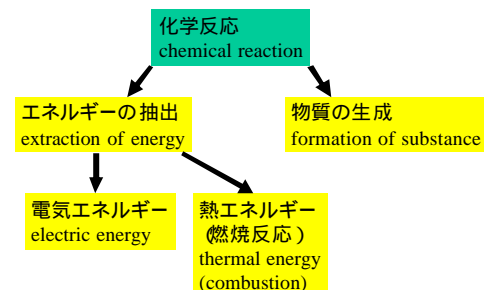 化学反応
chemical reaction
エネルギーの抽出
extraction of energy
物質の生成
formation of substance
電気エネルギー
electric energy
熱エネルギー
(燃焼反応)
thermal energy
(combustion)